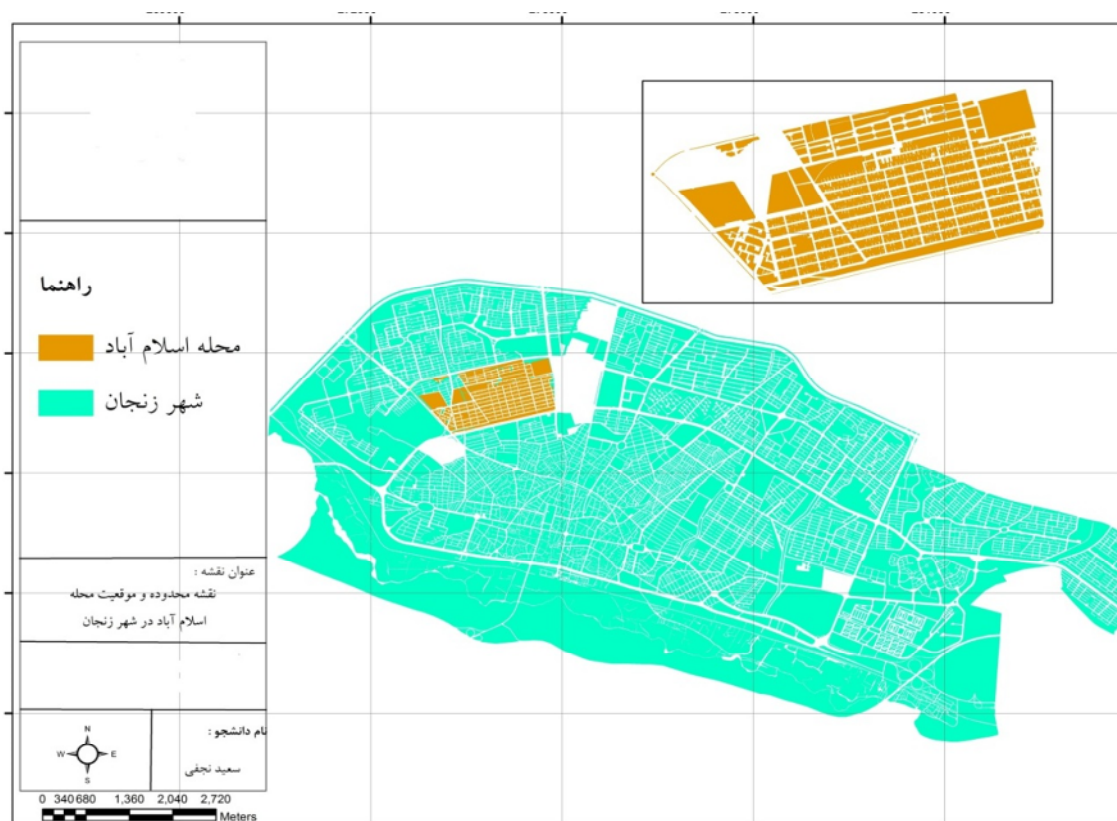 راهنما
محله اسلام آباد
شهر زنجان
عنوان نقشه :
نقشه محدوده و موقعیت محله
اسلام آباد در شهر زنجان
نام دانشجو :
سعید نجفی
N
W E
S
0 340 680 1,360 2,040 2,720
Meters